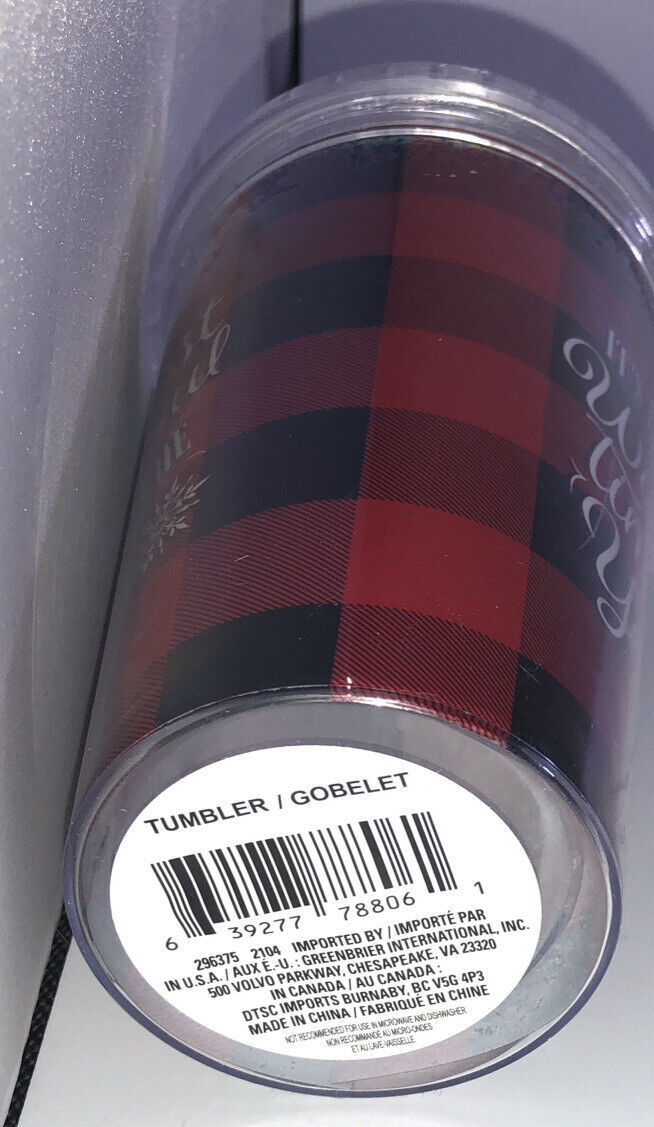 TUMBLER / GOBELET
6 39277 78806 1
296375 2104 IMPORTED BY / IMPORTÉ PAR
IN U.S.A. / AUX É.-U. : GREENBRIER INTERNATIONAL, INC.
500 VOLVO PARKWAY, CHESAPEAKE, VA 23320
IN CANADA / AU CANADA :
DTSC IMPORTS BURNABY, BC V5G 4P3
MADE IN CHINA / FABRIQUÉ EN CHINE
NOT RECOMMENDED FOR USE IN MICROWAVE AND DISHWASHER
NON RECOMMANDÉ AU MICRO-ONDES
ET AU LAVE-VAISSELLE